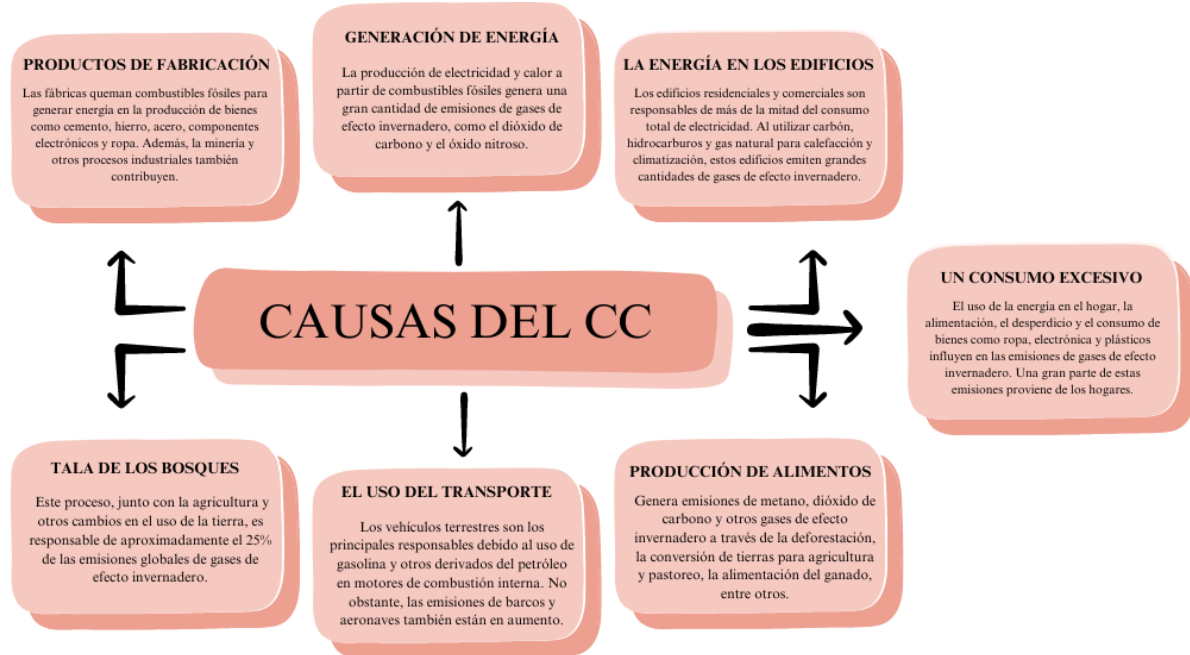 PRODUCTOS DE FABRICACIÓN
Las fábricas queman combustibles fósiles para
generar energía en la producción de bienes
como cemento, hierro, acero, componentes
electrónicos y ropa. Además, la minería y
otros procesos industriales también
contribuyen.
GENERACIÓN DE ENERGÍA
La producción de electricidad y calor a
partir de combustibles fósiles genera una
gran cantidad de emisiones de gases de
efecto invernadero, como el dióxido de
carbono y el óxido nitroso.
LA ENERGÍA EN LOS EDIFICIOS
Los edificios residenciales y comerciales son
responsables de más de la mitad del consumo
total de electricidad. Al utilizar carbón,
hidrocarburos y gas natural para calefacción y
climatización, estos edificios emiten grandes
cantidades de gases de efecto invernadero.
CAUSAS DEL CC
UN CONSUMO EXCESIVO
El uso de la energía en el hogar, la
alimentación, el desperdicio y el consumo de
bienes como ropa, electrónica y plásticos
influyen en las emisiones de gases de efecto
invernadero. Una gran parte de estas
emisiones proviene de los hogares.
TALA DE LOS BOSQUES
Este proceso, junto con la agricultura y
otros cambios en el uso de la tierra, es
responsable de aproximadamente el 25%
de las emisiones globales de gases de
efecto invernadero.
EL USO DEL TRANSPORTE
Los vehículos terrestres son los
principales responsables debido al uso de
gasolina y otros derivados del petróleo
en motores de combustión interna. No
obstante, las emisiones de barcos y
aeronaves también están en aumento.
PRODUCCIÓN DE ALIMENTOS
Genera emisiones de metano, dióxido de
carbono y otros gases de efecto
invernadero a través de la deforestación,
la conversión de tierras para agricultura
y pastoreo, la alimentación del ganado,
entre otros.